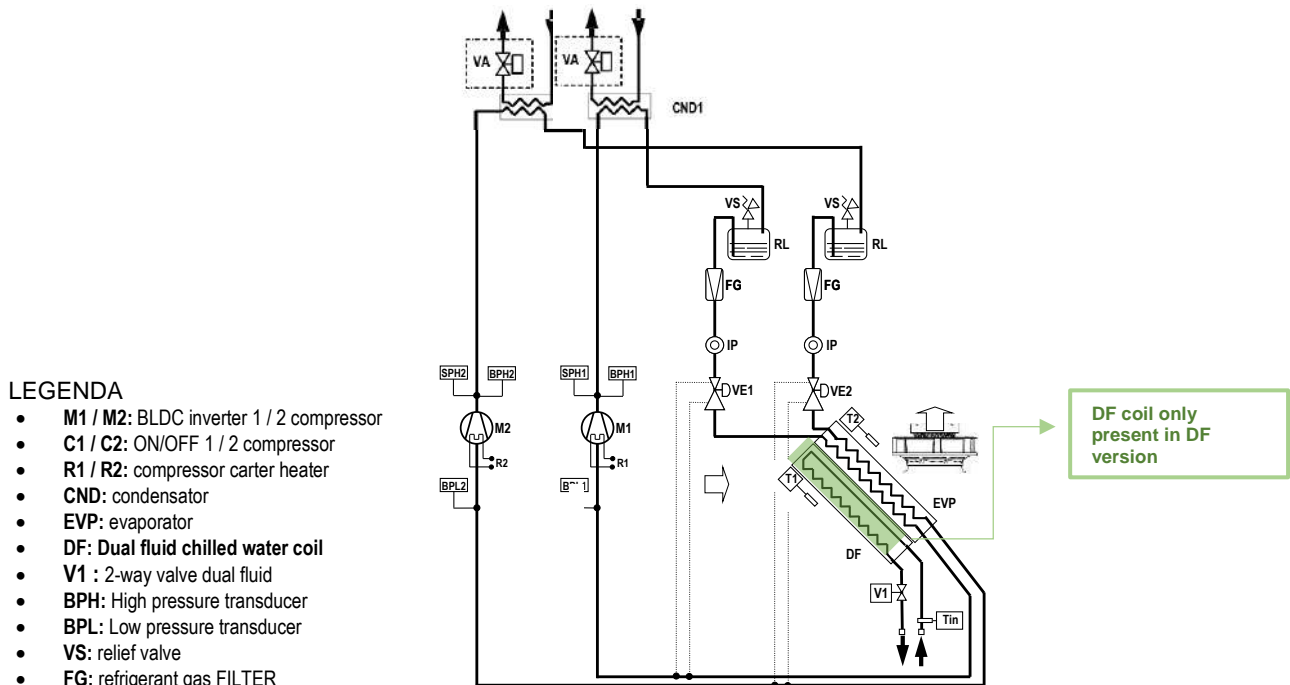 VA
VA
CND1
VS
VS
RL
RL
FG
FG
IP
IP
SPH2
BPH2
SPH1
BPH1
VE1
VE2
M2
M1
T2
R2
R1
BPL2
T1
EVP
DF
V1
Tin
DF coil only
present in DF
version
LEGENDA
• M1 / M2: BLDC inverter 1 / 2 compressor
• C1 / C2: ON/OFF 1 / 2 compressor
• R1 / R2: compressor carter heater
• CND: condensator
• EVP: evaporator
• DF: Dual fluid chilled water coil
• V1 : 2-way valve dual fluid
• BPH: High pressure transducer
• BPL: Low pressure transducer
• VS: relief valve
• FG: refrigerant gas FILTER